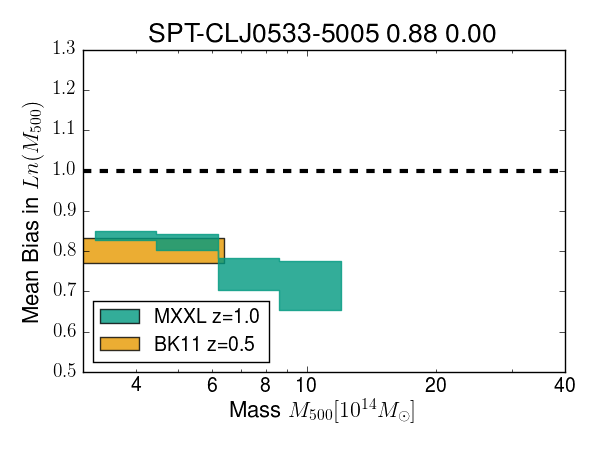 SPT-CLJ0533-5005 0.88 0.00
1.3
1.2
1.1
1.0
0.9
0.8
0.7
0.6
0.5
Mean Bias in Ln(M500)
MXXL z=1.0
BK11 z=0.5
4 6 8 10 20 40
Mass M500[10^14 M⊙]